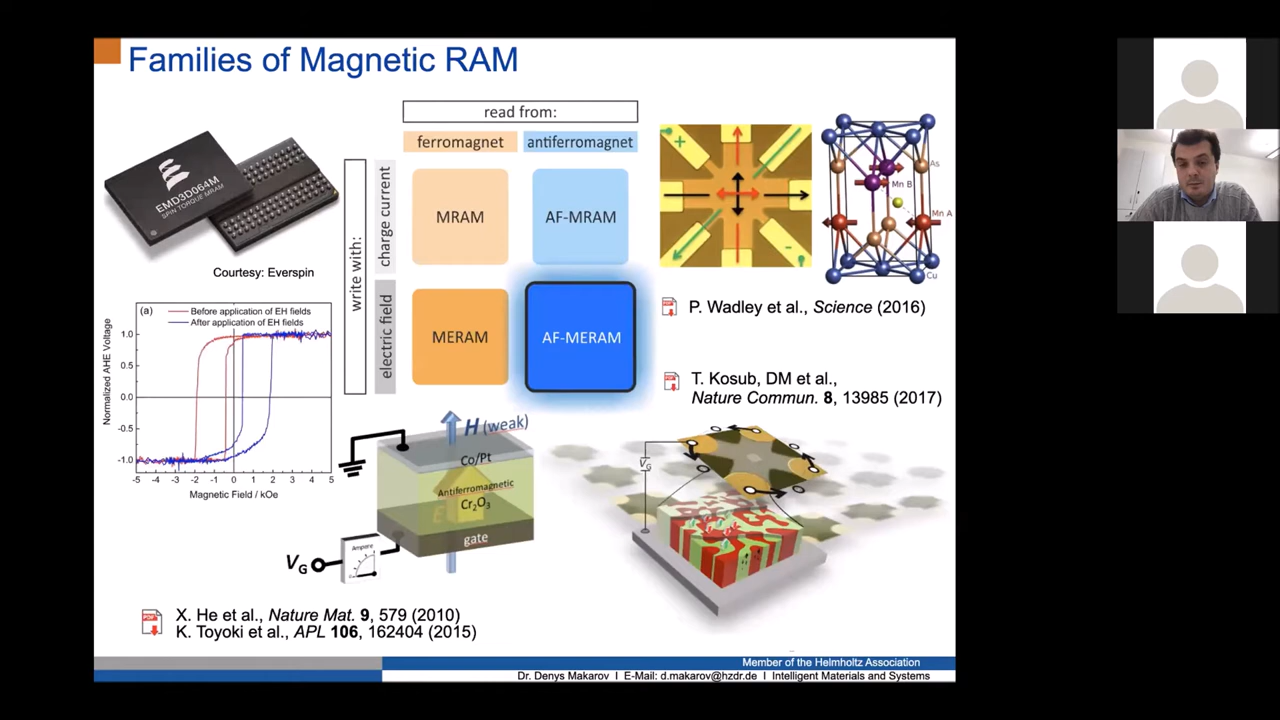 Families of Magnetic RAM
read from:
ferromagnet
antiferromagnet
write with:
charge current
electric field
MRAM
AF-MRAM
MERAM
AF-MERAM
EMD3D064M
SPIN TORQUE MRAM
Courtesy: Everspin
+
-
As
Mn B
Mn A
Cu
P. Wadley et al., Science (2016)
T. Kosub, DM et al.,
Nature Commun. 8, 13985 (2017)
(a)
Before application of EH fields
After application of EH fields
Normalized AHE Voltage
1.0
0.5
0.0
-0.5
-1.0
-5 -4 -3 -2 -1 0 1 2 3 4 5
Magnetic Field / kOe
H (weak)
Co/Pt
Antiferromagnetic
Cr2O3
E
gate
Ampere
VG
VG
PDF
X. He et al., Nature Mat. 9, 579 (2010)
K. Toyoki et al., APL 106, 162404 (2015)
Member of the Helmholtz Association
Dr. Denys Makarov I E-Mail: d.makarov@hzdr.de I Intelligent Materials and Systems